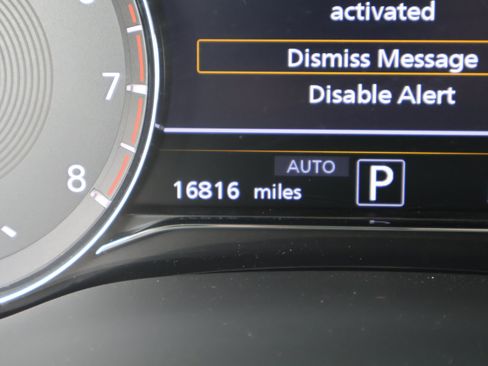 activated
Dismiss Message
Disable Alert
7
8
AUTO
P
16816 miles